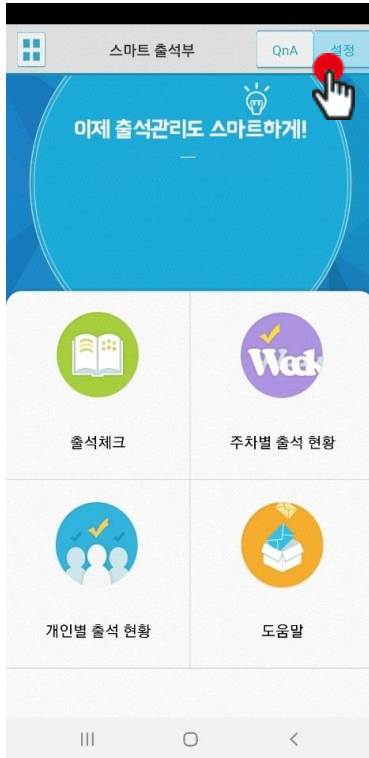 스마트 출석부
QnA
설정
이제 출석관리도 스마트하게!
Week
출석체크
주차별 출석 현황
개인별 출석 현황
도움말